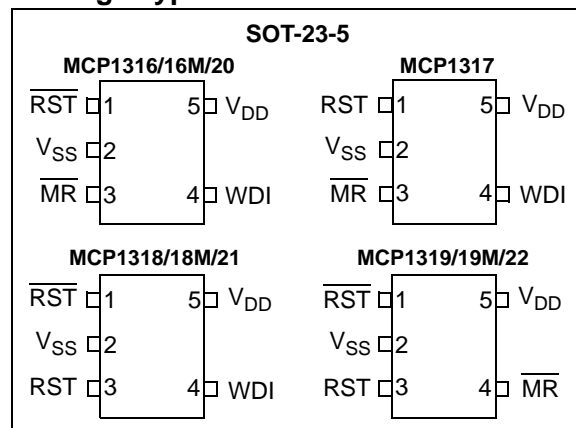 SOT-23-5
MCP1316/16M/20
RST 1 5 VDD
VSS 2
MR 3 4 WDI
MCP1317
RST 1 5 VDD
VSS 2
MR 3 4 WDI
MCP1318/18M/21
RST 1 5 VDD
VSS 2
RST 3 4 WDI
MCP1319/19M/22
RST 1 5 VDD
VSS 2
RST 3 4 MR